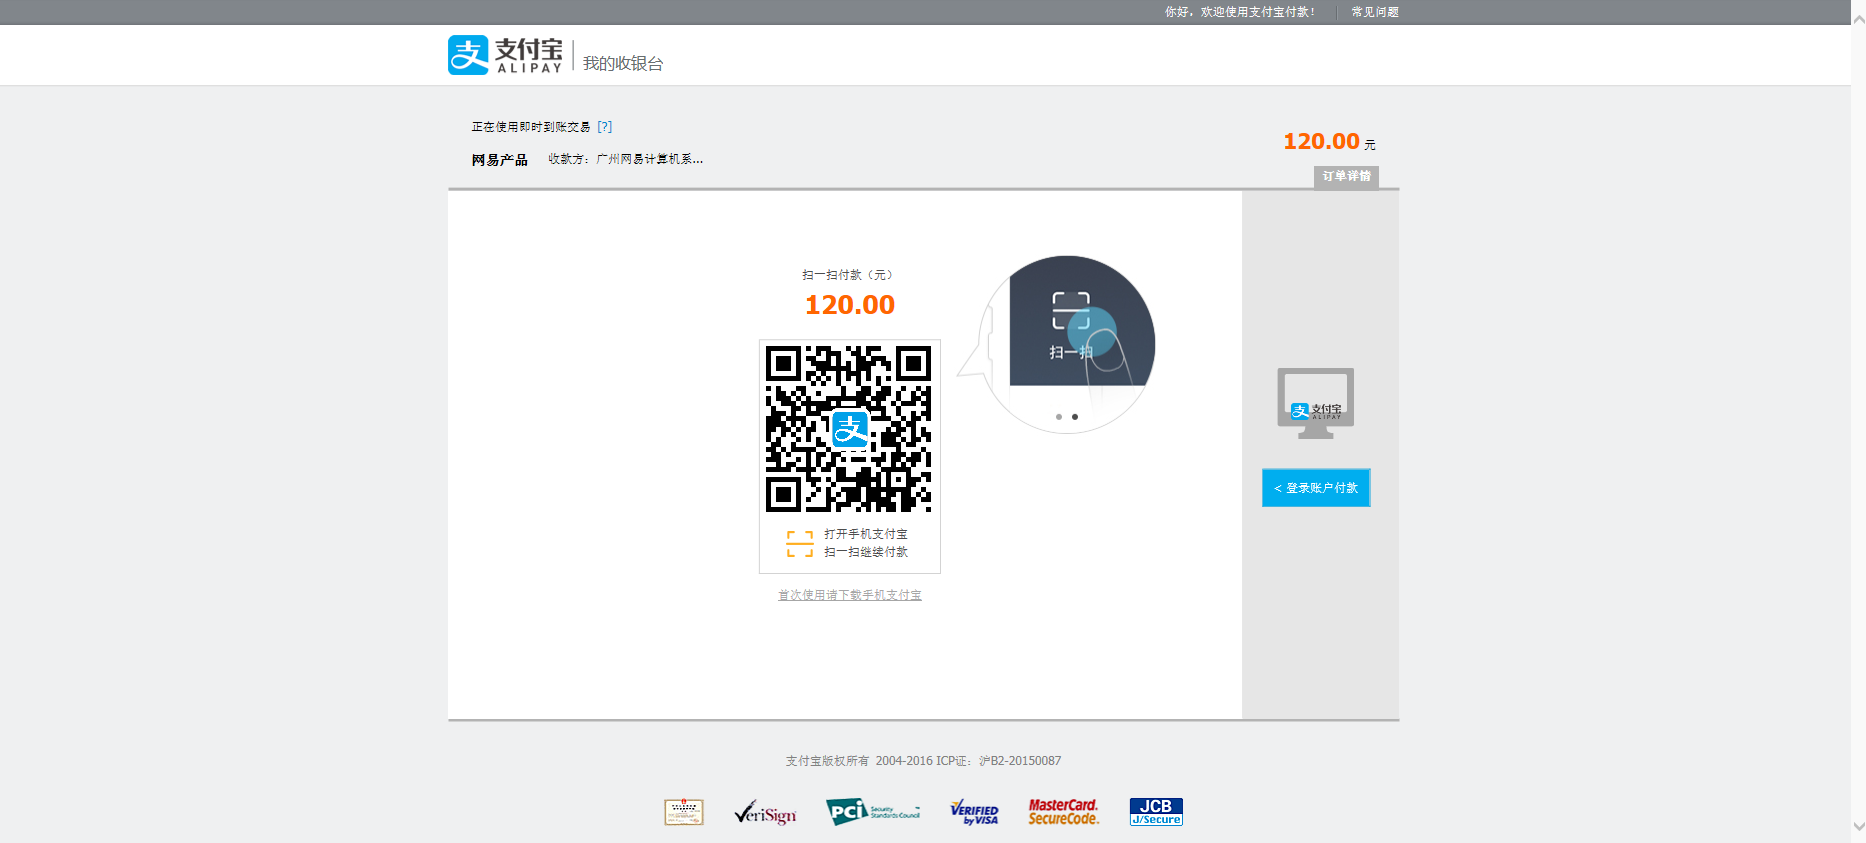 你好，欢迎使用支付宝付款！ 常见问题
支 支付宝 ALIPAY 我的收银台
正在使用即时到账交易 [?]
120.00 元
网易产品 收款方：广州网易计算机系...
订单详情
扫一扫付款（元）
120.00
扫一扫
支
支 支付宝 ALIPAY
< 登录账户付款
打开手机支付宝
扫一扫继续付款
首次使用请下载手机支付宝
支付宝版权所有 2004-2016 ICP证：沪B2-20150087
VeriSign
PCI Security Standards Council
VERIFIED by VISA
MasterCard. SecureCode.
JCB J/Secure